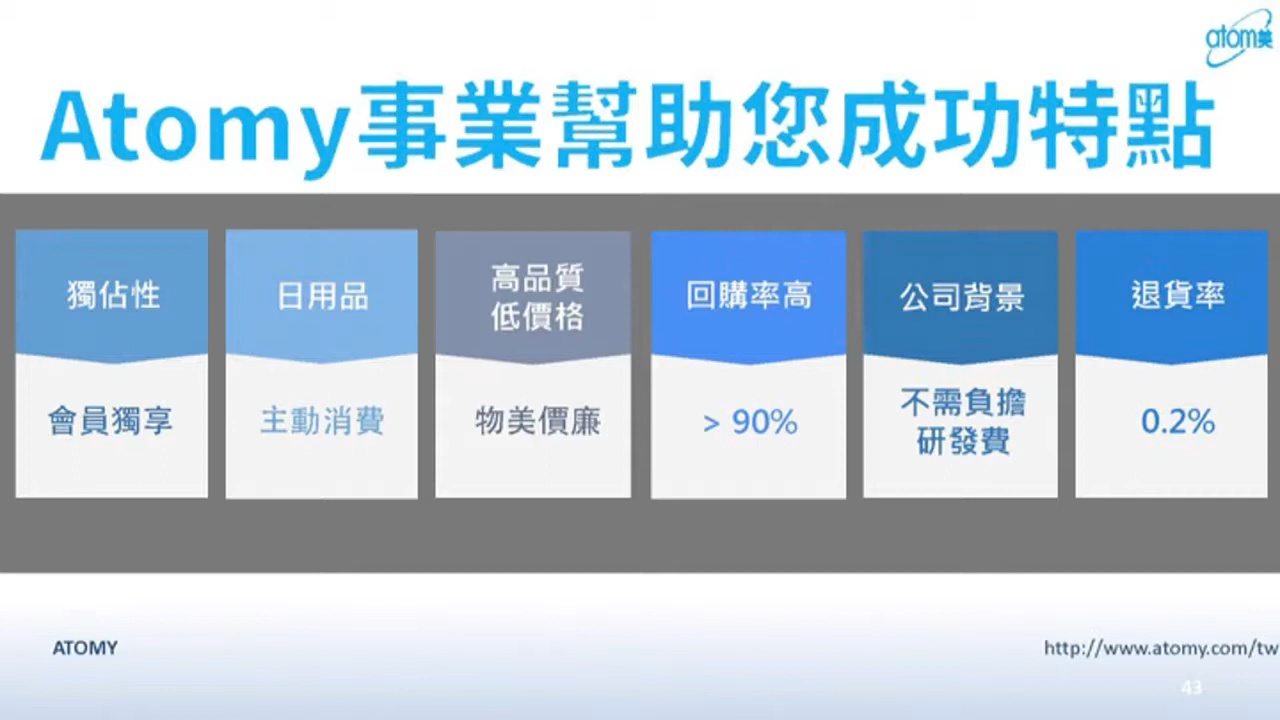 atom美
Atomy事業幫助您成功特點
獨佔性
會員獨享
日用品
主動消費
高品質
低價格
物美價廉
回購率高
> 90%
公司背景
不需負擔
研發費
退貨率
0.2%
ATOMY
http://www.atomy.com/tw
43